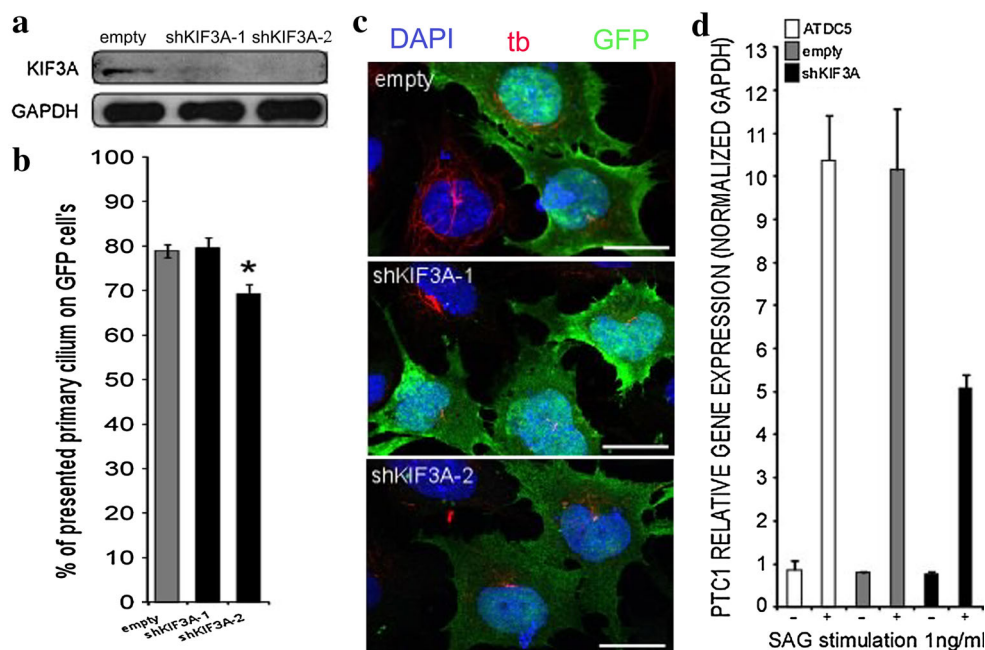 a
empty shKIF3A-1 shKIF3A-2
KIF3A
GAPDH
b
% of presented primary cilium on GFP cell's
100
90
80
70
60
50
40
30
20
10
0
*
empty
shKIF3A-1
shKIF3A-2
c
DAPI tb GFP
empty
shKIF3A-1
shKIF3A-2
d
ATDC5
empty
shKIF3A
PTC1 RELATIVE GENE EXPRESSION (NORMALIZED GAPDH)
13
12
11
10
9
8
7
6
5
4
3
2
1
0
- + - + - +
SAG stimulation 1ng/ml